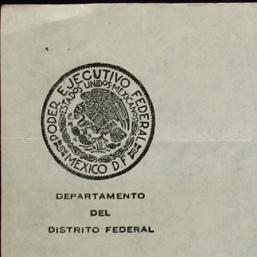 PODER EJECUTIVO FEDERAL
ESTADOS UNIDOS MEXICANOS
MEXICO D.F.
DEPARTAMENTO
DEL
DISTRITO FEDERAL